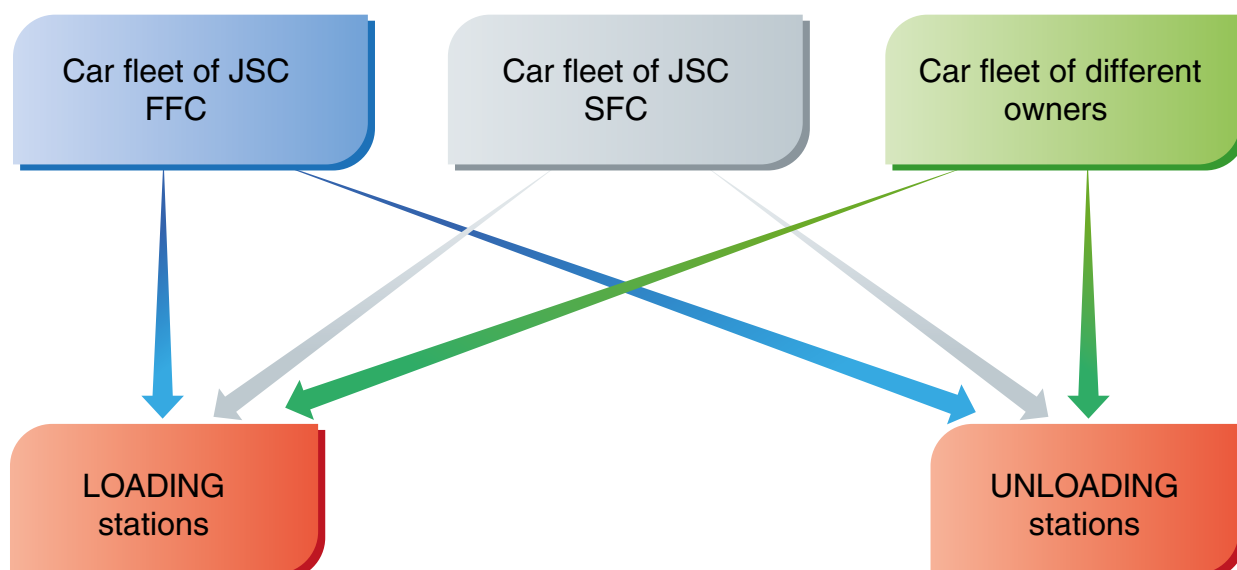 Car fleet of JSC
FFC
Car fleet of JSC
SFC
Car fleet of different
owners
LOADING
stations
UNLOADING
stations